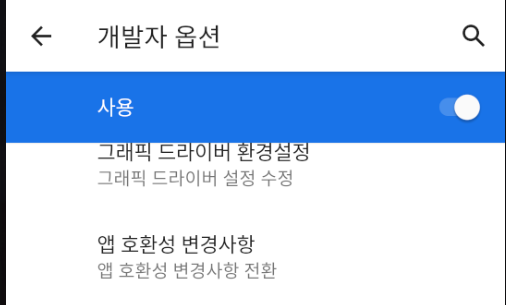 개발자 옵션
사용
그래픽 드라이버 환경설정
그래픽 드라이버 설정 수정
앱 호환성 변경사항
앱 호환성 변경사항 전환